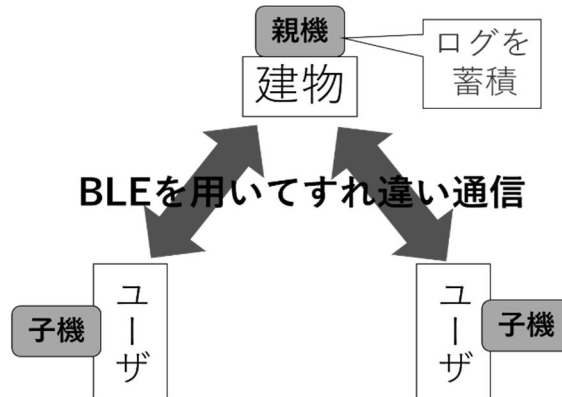 親機
ログを
蓄積
建物
BLEを用いてすれ違い通信
ユーザ
子機
ユーザ
子機